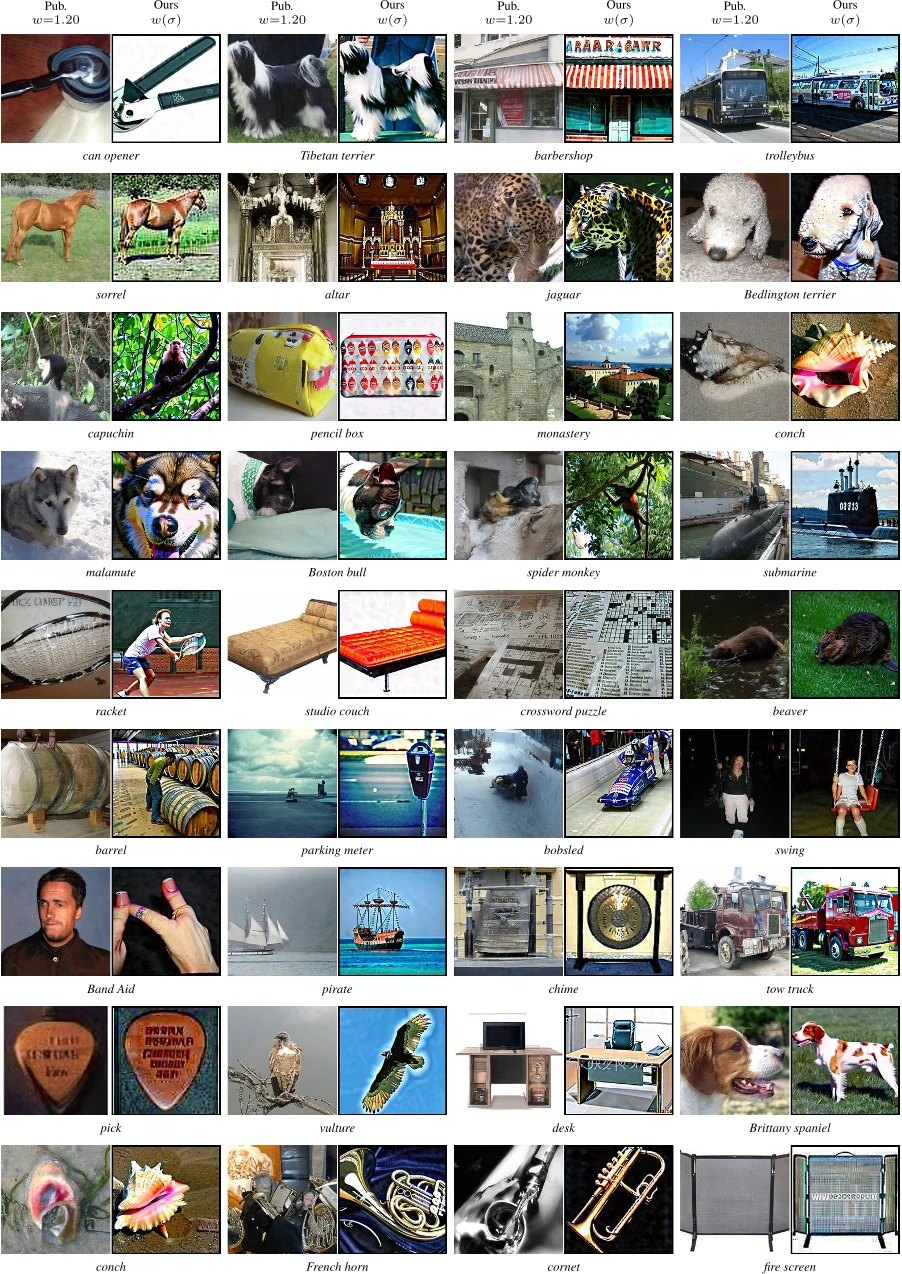 Pub. Ours Pub. Ours Pub. Ours Pub. Ours
w=1.20 w(σ) w=1.20 w(σ) w=1.20 w(σ) w=1.20 w(σ)
can opener Tibetan terrier barbershop trolleybus
sorrel altar jaguar Bedlington terrier
capuchin pencil box monastery conch
malamute Boston bull spider monkey submarine
racket studio couch crossword puzzle beaver
barrel parking meter bobsled swing
Band Aid pirate chime tow truck
pick vulture desk Brittany spaniel
conch French horn cornet fire screen